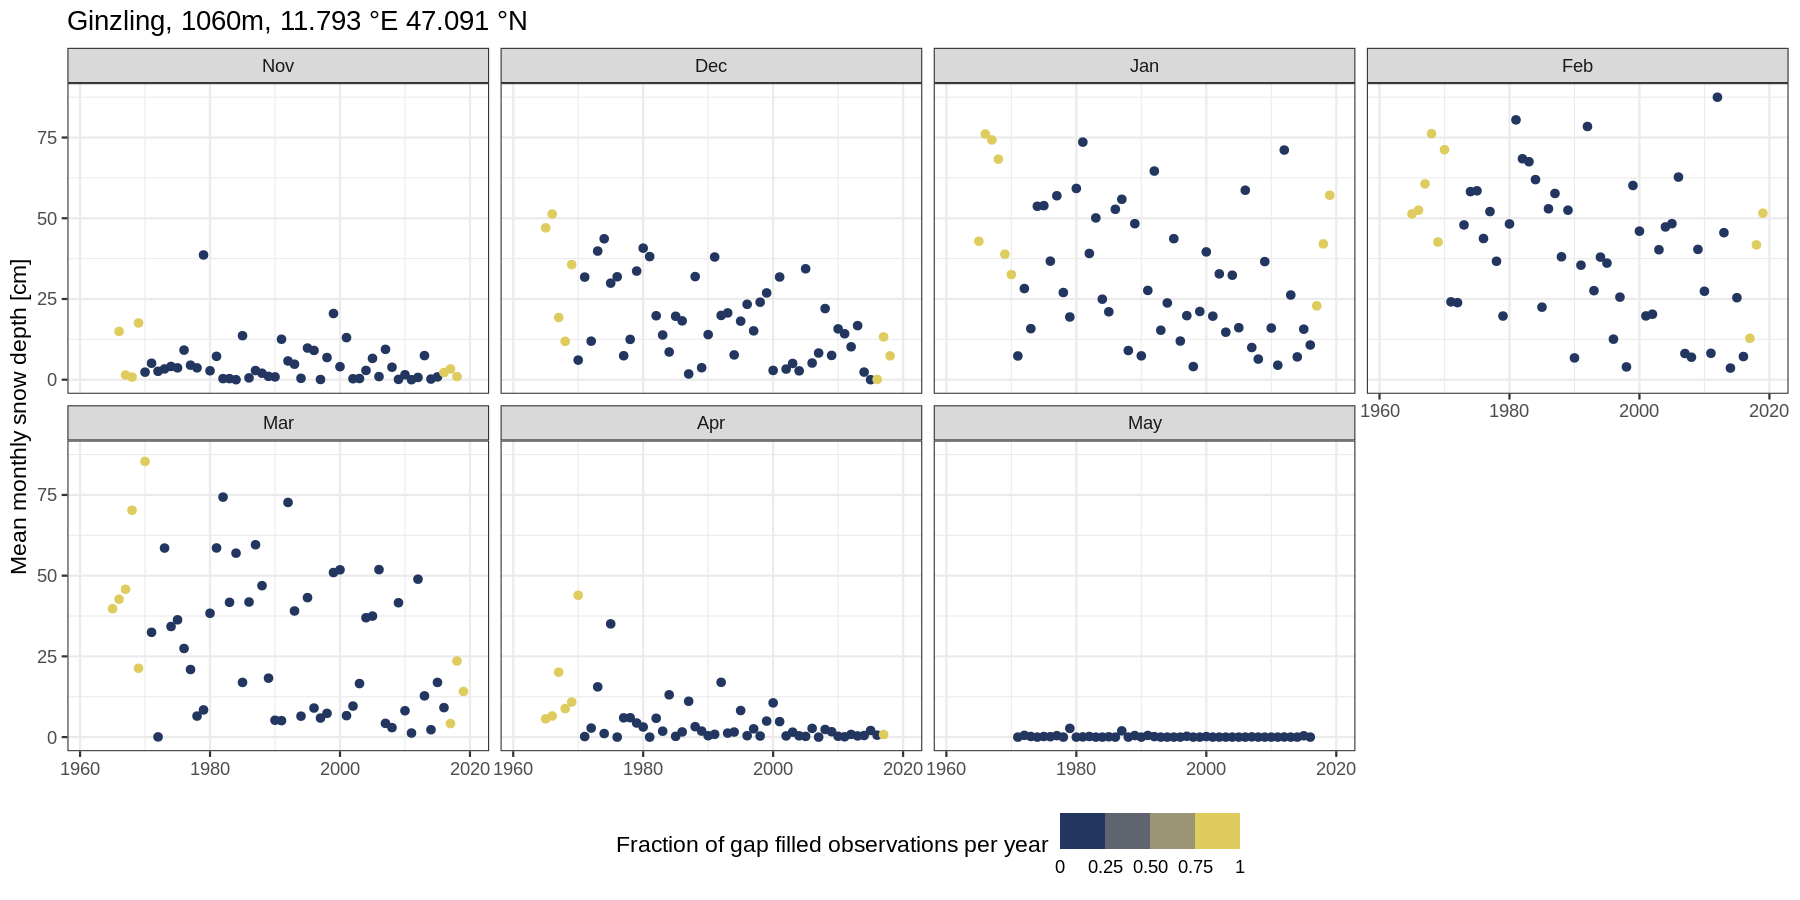 Ginzling, 1060m, 11.793 °E 47.091 °N
Nov
Dec
Jan
Feb
75
50
25
0
1960
1980
2000
2020
Mean monthly snow depth [cm]
Mar
Apr
May
75
50
25
0
1960
1980
2000
2020
1960
1980
2000
2020
1960
1980
2000
2020
Fraction of gap filled observations per year
0 0.25 0.50 0.75 1